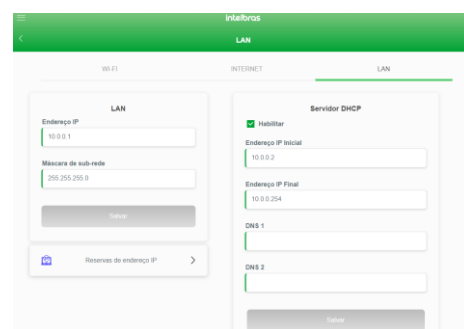 intelbras
LAN
WI-FI
INTERNET
LAN
LAN
Endereço IP
10.0.0.1
Máscara de sub-rede
255.255.255.0
Salvar
Reservas de endereço IP
Servidor DHCP
Habilitar
Endereço IP Inicial
10.0.0.2
Endereço IP Final
10.0.0.254
DNS 1
DNS 2
Salvar